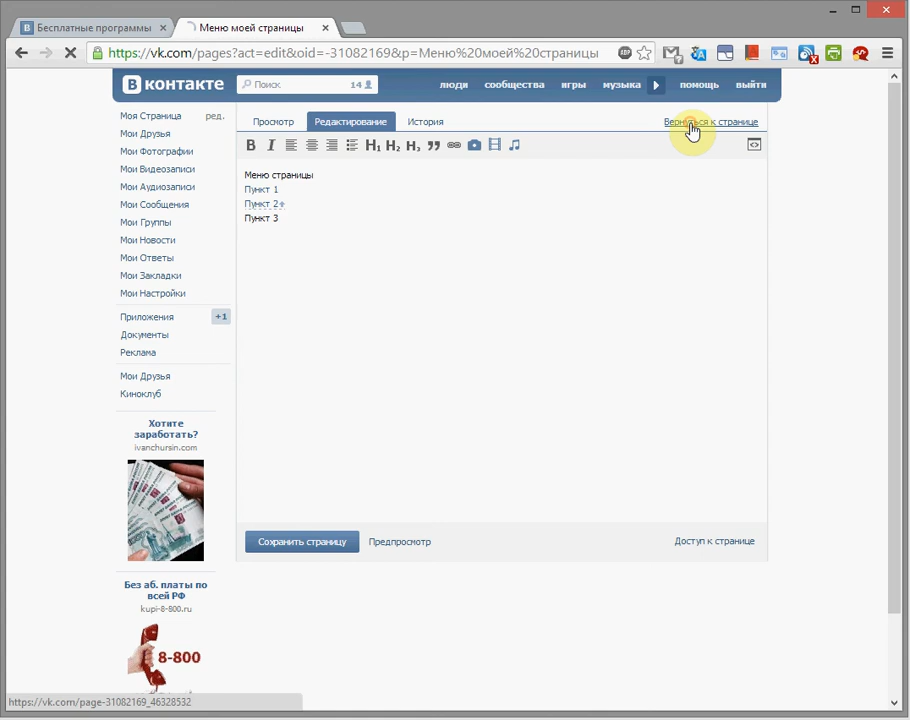 Бесплатные программы
Меню моей страницы
https://vk.com/pages?act=edit&oid=-31082169&p=Меню%20моей%20страницы
В контакте
Поиск
14
люди
сообщества
игры
музыка
помощь
выйти
Моя Страница
ред.
Мои Друзья
Мои Фотографии
Мои Видеозаписи
Мои Аудиозаписи
Мои Сообщения
Мои Группы
Мои Новости
Мои Ответы
Мои Закладки
Мои Настройки
Приложения
+1
Документы
Реклама
Мои Друзья
Киноклуб
Хотите
заработать?
ivanchursin.com
Без аб. платы по
всей РФ
kupi-8-800.ru
8-800
Просмотр
Редактирование
История
Вернуться к странице
B I H1 H2 H3
Меню страницы
Пункт 1
Пункт 2
Пункт 3
Сохранить страницу
Предпросмотр
Доступ к странице
https://vk.com/page-31082169_46328532